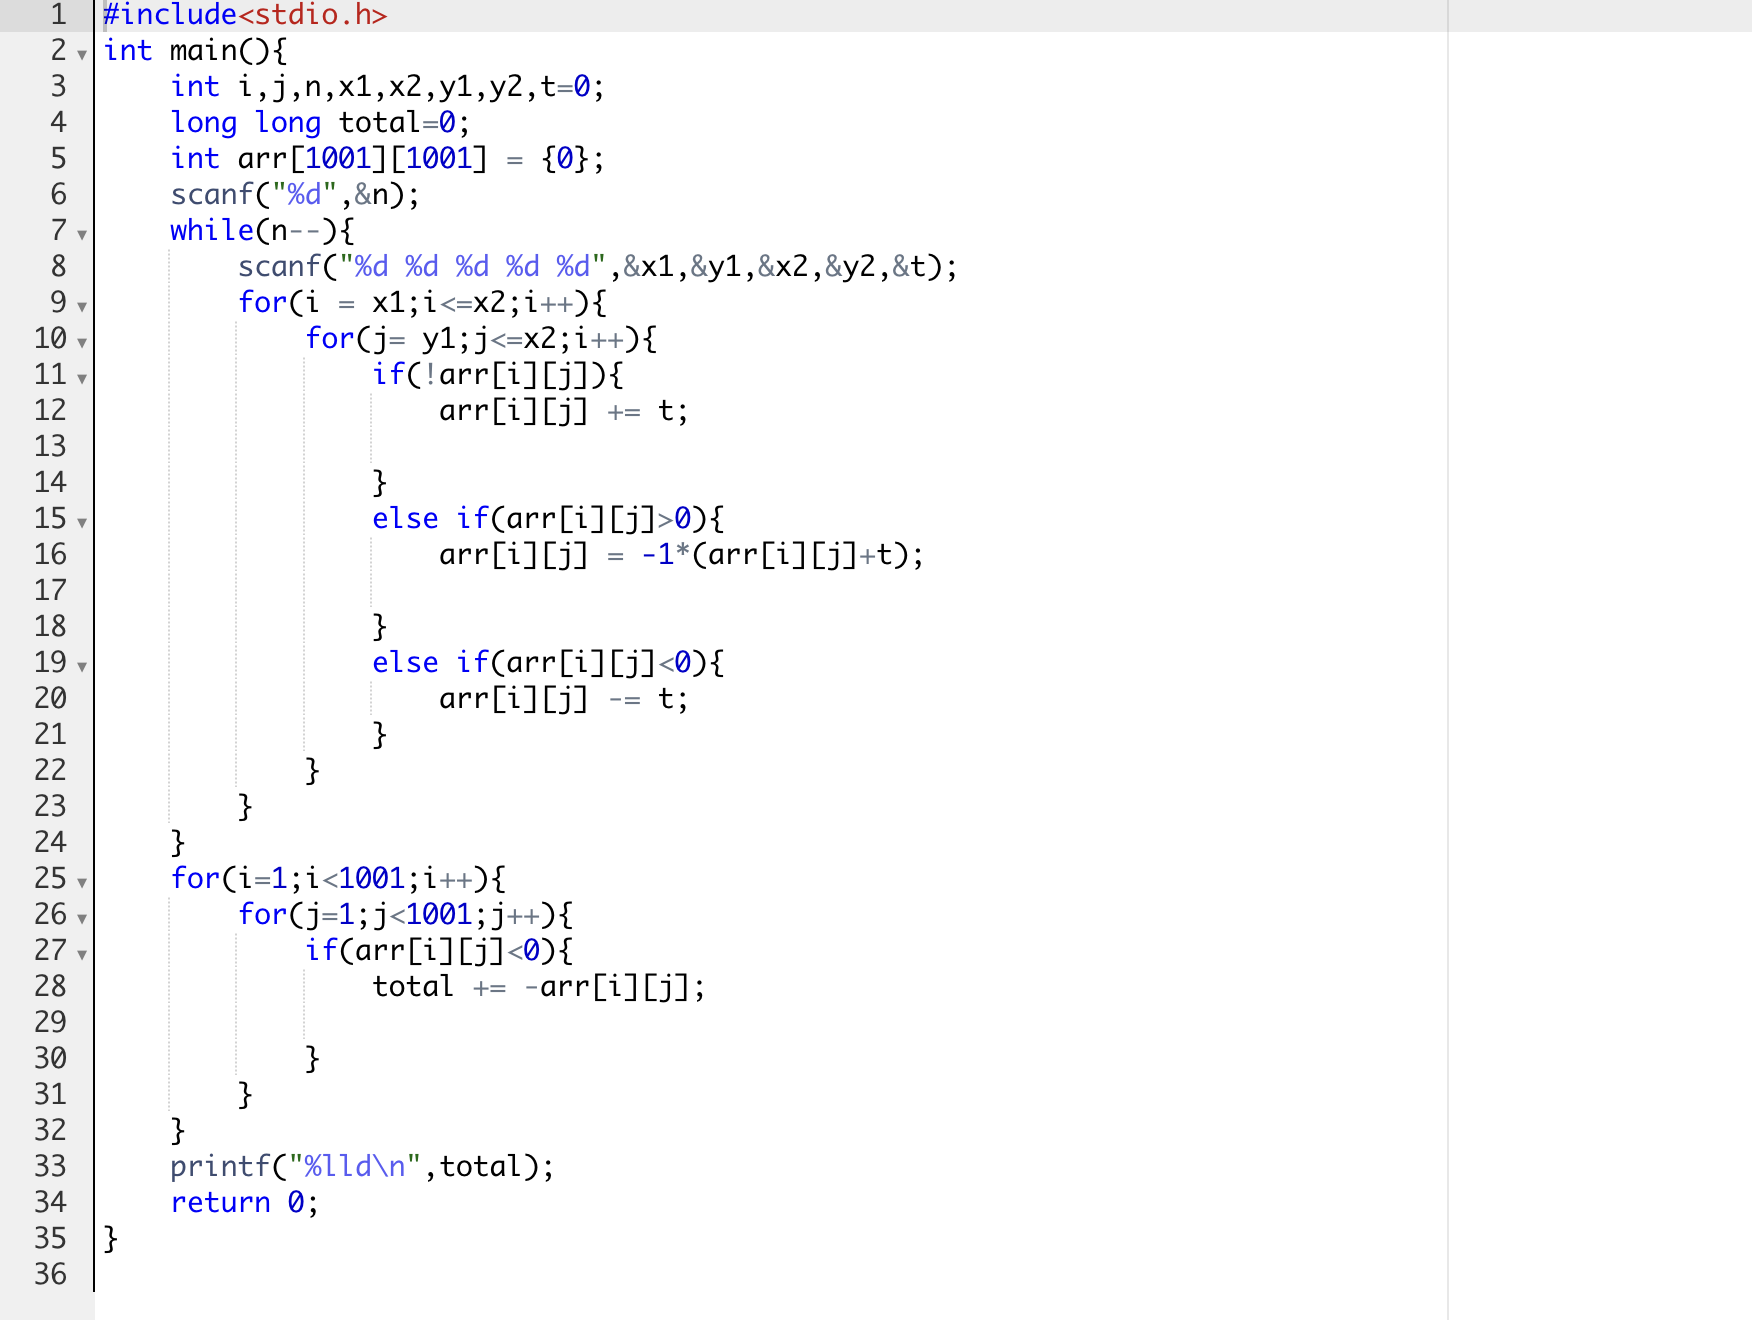 1 #include<stdio.h>
2 int main(){
3     int i,j,n,x1,x2,y1,y2,t=0;
4     long long total=0;
5     int arr[1001][1001] = {0};
6     scanf("%d",&n);
7     while(n--){
8         scanf("%d %d %d %d %d",&x1,&y1,&x2,&y2,&t);
9         for(i = x1;i<=x2;i++){
10             for(j= y1;j<=x2;i++){
11                 if(!arr[i][j]){
12                     arr[i][j] += t;
13
14                 }
15                 else if(arr[i][j]>0){
16                     arr[i][j] = -1*(arr[i][j]+t);
17
18                 }
19                 else if(arr[i][j]<0){
20                     arr[i][j] -= t;
21                 }
22             }
23         }
24     }
25     for(i=1;i<1001;i++){
26         for(j=1;j<1001;j++){
27             if(arr[i][j]<0){
28                 total += -arr[i][j];
29
30             }
31         }
32     }
33     printf("%lld\n",total);
34     return 0;
35 }
36